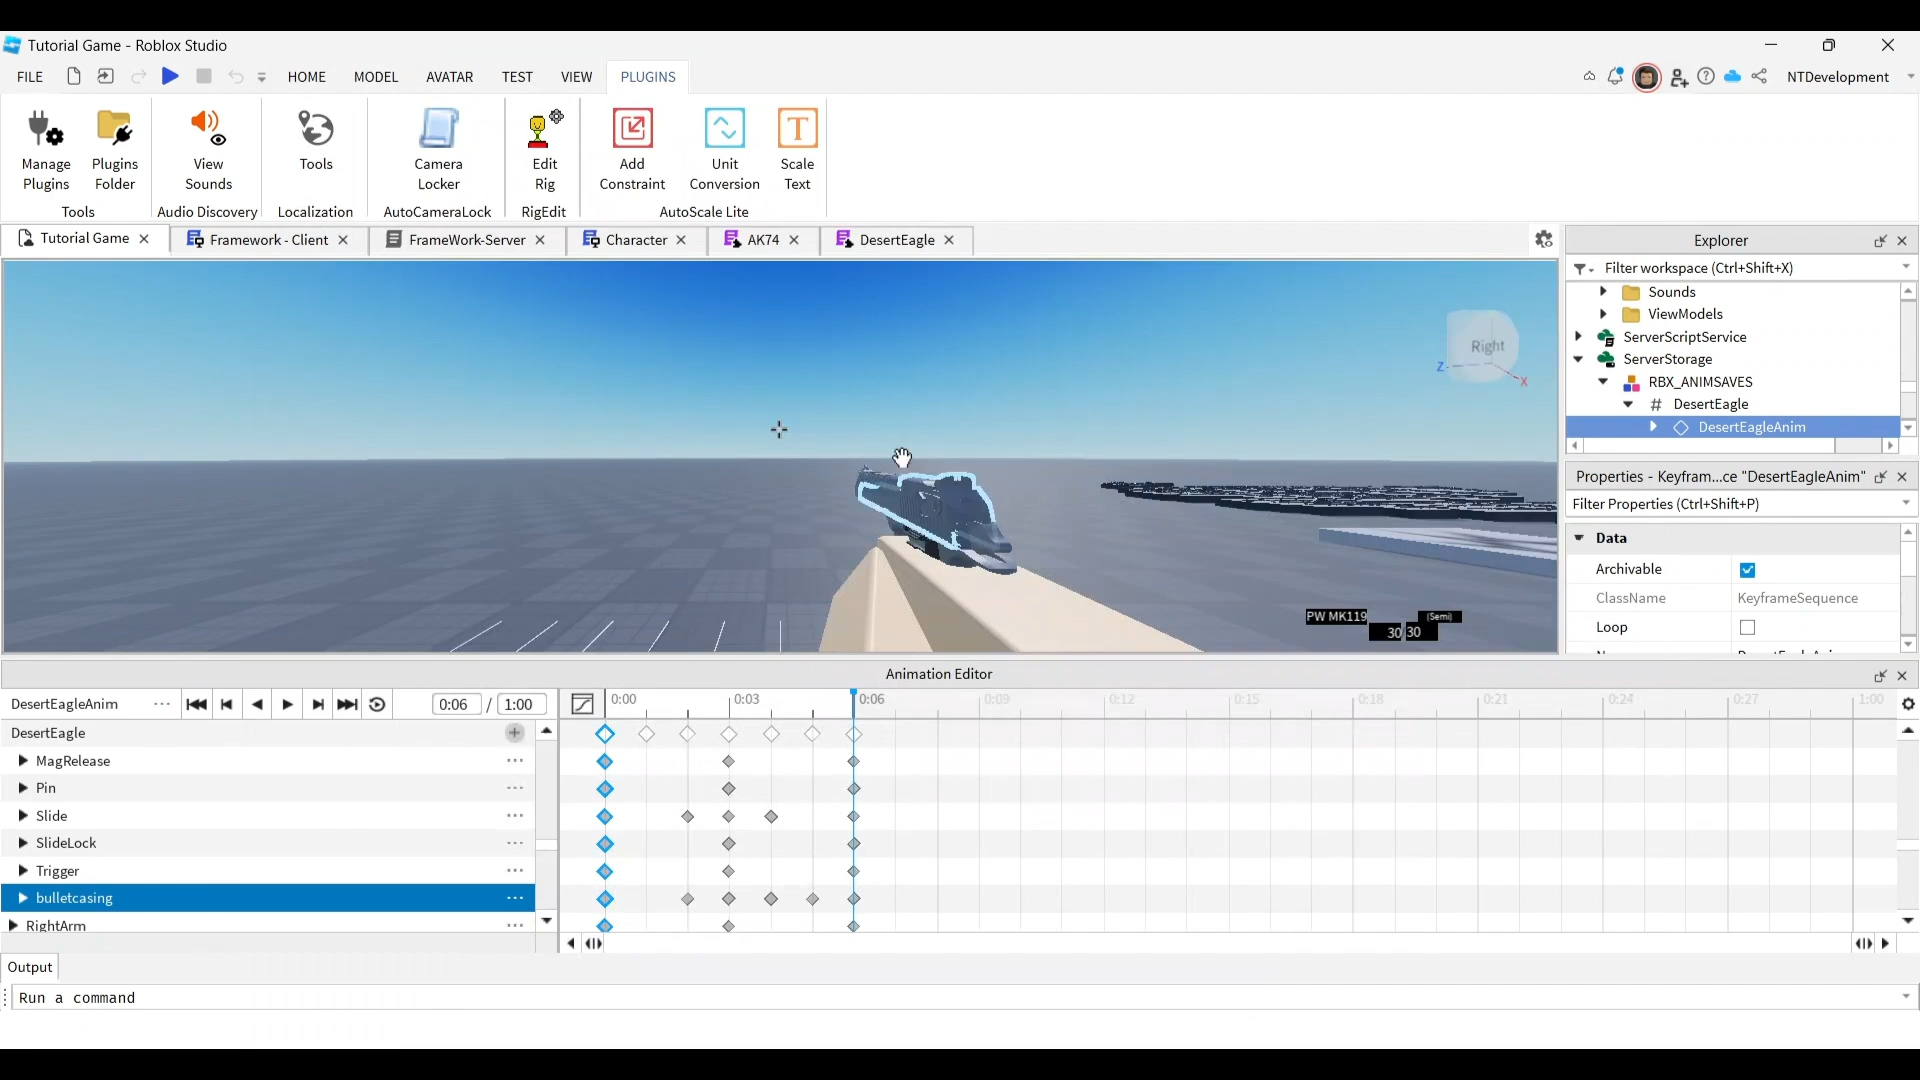 Tutorial Game - Roblox Studio
FILE HOME MODEL AVATAR TEST VIEW PLUGINS NTDevelopment
Manage Plugins
Plugins Folder
Tools
View Sounds
Audio Discovery
Tools
Localization
Camera Locker
AutoCameraLock
Edit Rig
RigEdit
Add Constraint
Unit Conversion
Scale Text
AutoScale Lite
Tutorial Game Framework - Client FrameWork-Server Character AK74 DesertEagle
Right
Z
X
PW MK119
(Semi)
30 30
Explorer
Filter workspace (Ctrl+Shift+X)
Sounds
ViewModels
ServerScriptService
ServerStorage
RBX_ANIMSAVES
# DesertEagle
DesertEagleAnim
Properties - Keyfram...ce "DesertEagleAnim"
Filter Properties (Ctrl+Shift+P)
Data
Archivable
ClassName KeyframeSequence
Loop
Animation Editor
DesertEagleAnim ... 0:06 / 1:00
0:00 0:03 0:06 0:09 0:12 0:15 0:18 0:21 0:24 0:27 1:00
DesertEagle
MagRelease ...
Pin ...
Slide ...
SlideLock ...
Trigger ...
bulletcasing ...
RightArm ...
Output
Run a command